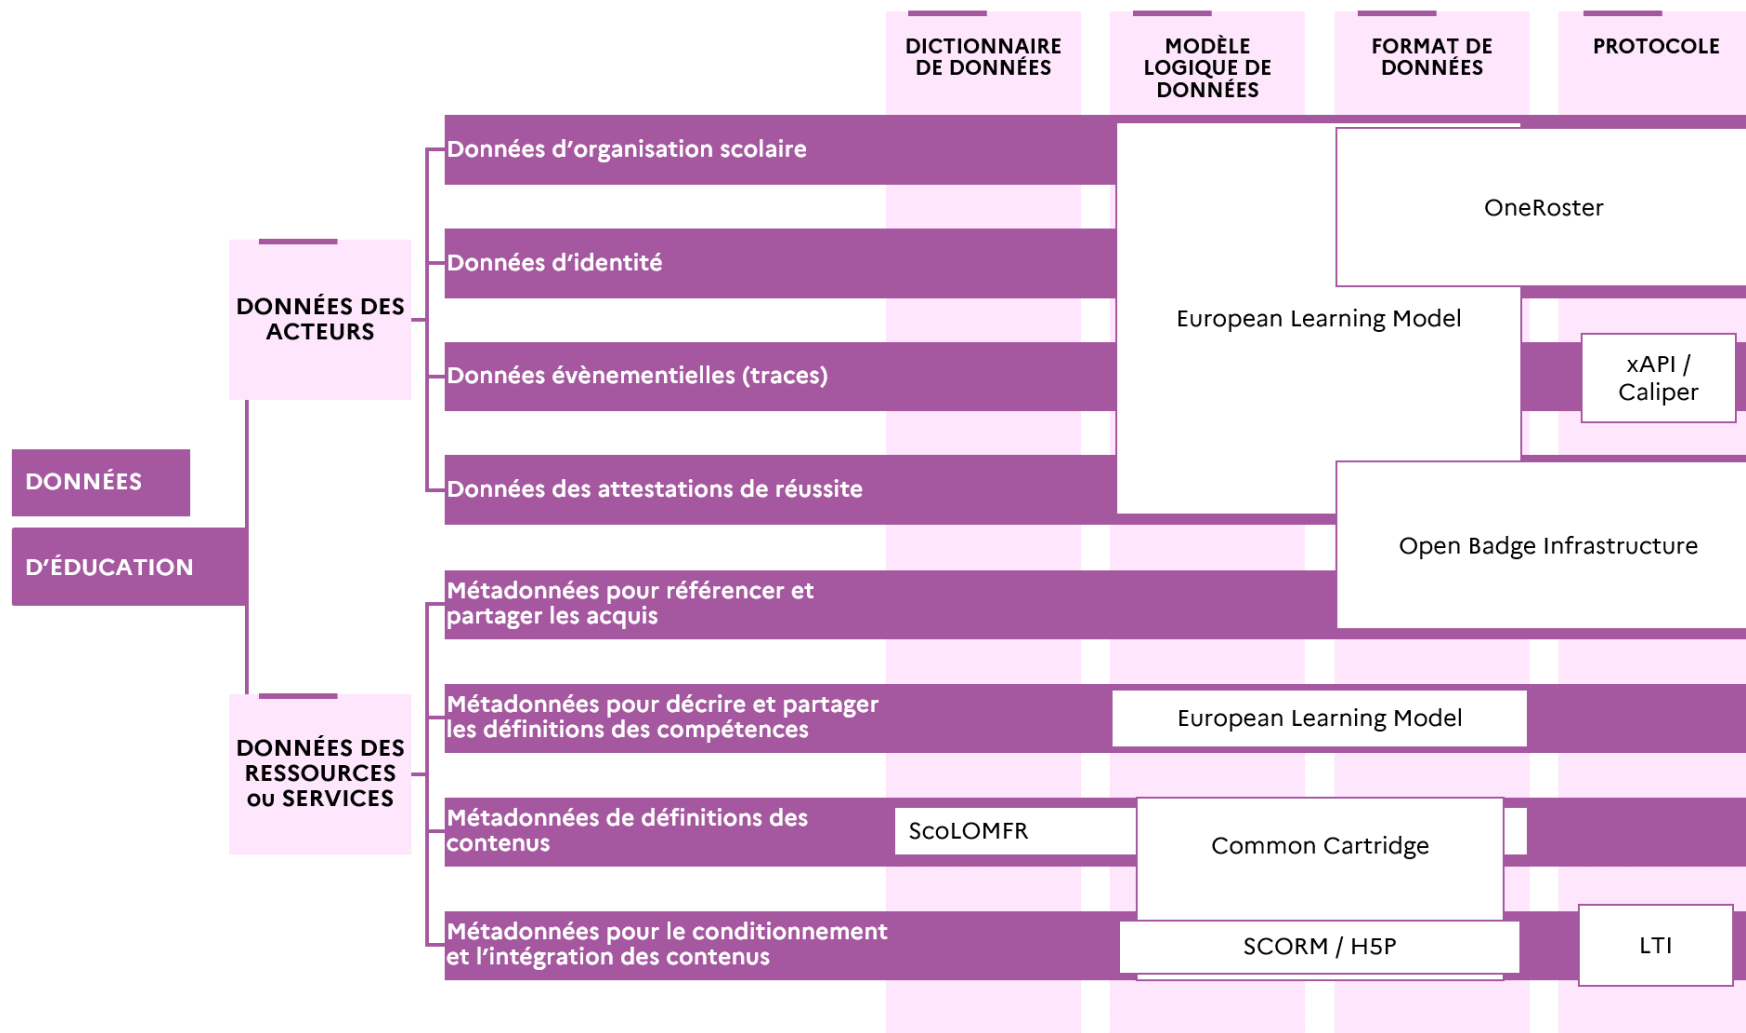 DICTIONNAIRE
DE DONNÉES
MODÈLE
LOGIQUE DE
DONNÉES
FORMAT DE
DONNÉES
PROTOCOLE
Données d’organisation scolaire
OneRoster
Données d’identité
DONNÉES DES
ACTEURS
European Learning Model
Données évènementielles (traces)
xAPI /
Caliper
DONNÉES
D’ÉDUCATION
Données des attestations de réussite
Open Badge Infrastructure
Métadonnées pour référencer et
partager les acquis
Métadonnées pour décrire et partager
les définitions des compétences
European Learning Model
DONNÉES DES
RESSOURCES
ou SERVICES
Métadonnées de définitions des
contenus
ScoLOMFR
Common Cartridge
Métadonnées pour le conditionnement
et l’intégration des contenus
SCORM / H5P
LTI